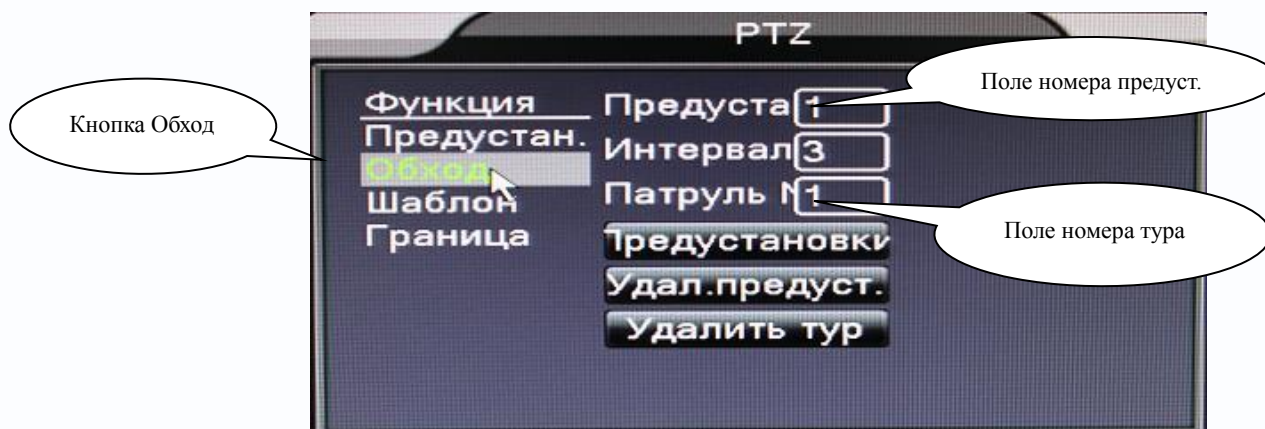 PTZ
Кнопка Обход
Функция
Предустан.
Обход
Шаблон
Граница
Предуста 1
Интервал 3
Патруль 1
Предустановки
Удал.предуст.
Удалить тур
Поле номера предуст.
Поле номера тура